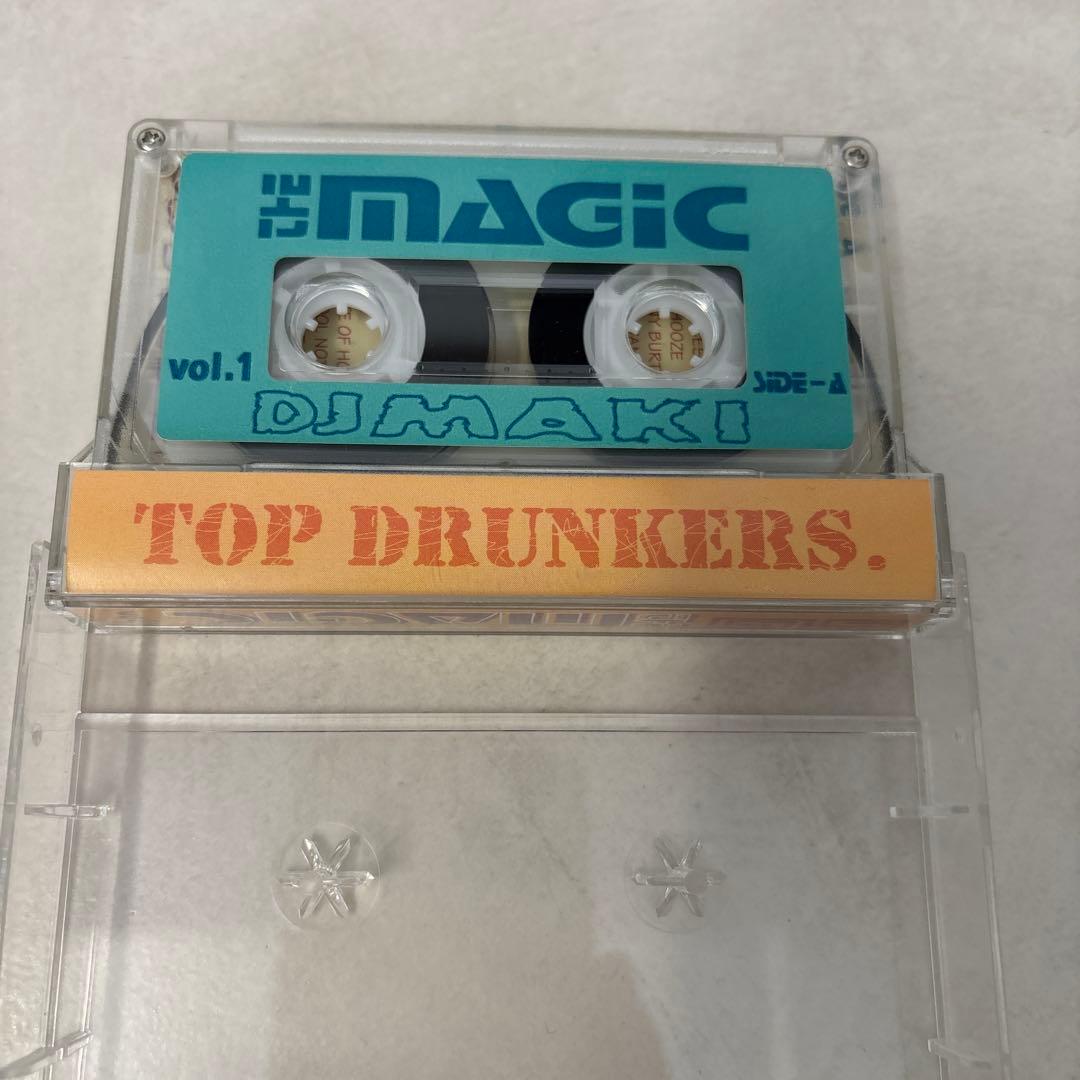 the MAGiC
vol.1
SiDE-A
DJ MAKI
TOP DRUNKERS.